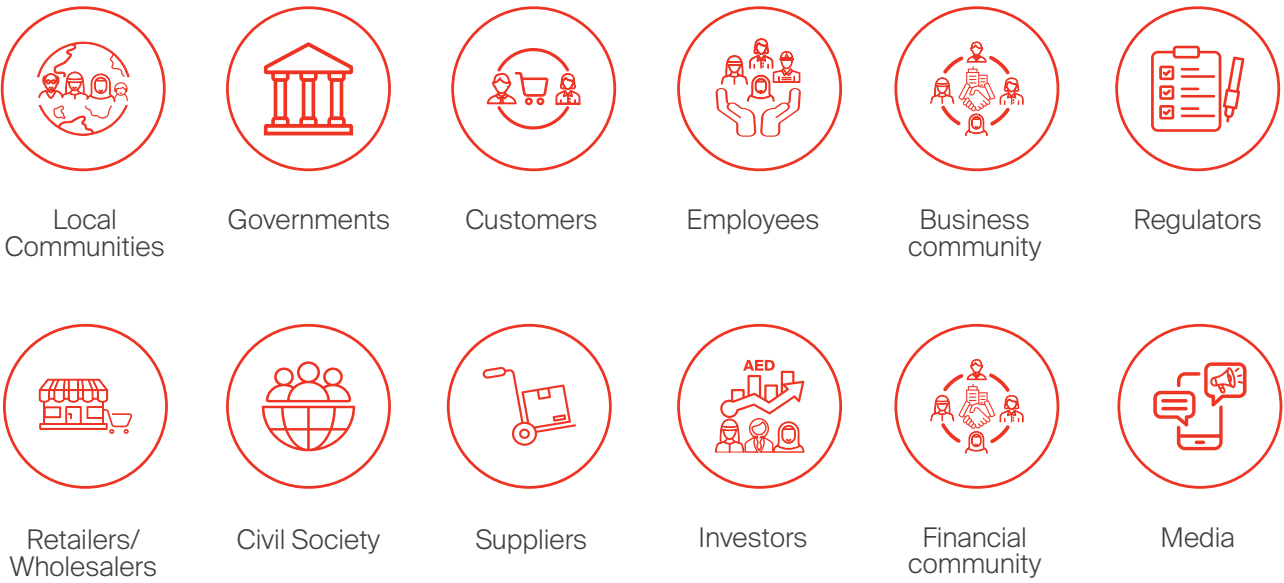 Local
Communities
Governments
Customers
Employees
Business
community
Regulators
Retailers/
Wholesalers
Civil Society
Suppliers
AED
Investors
Financial
community
Media